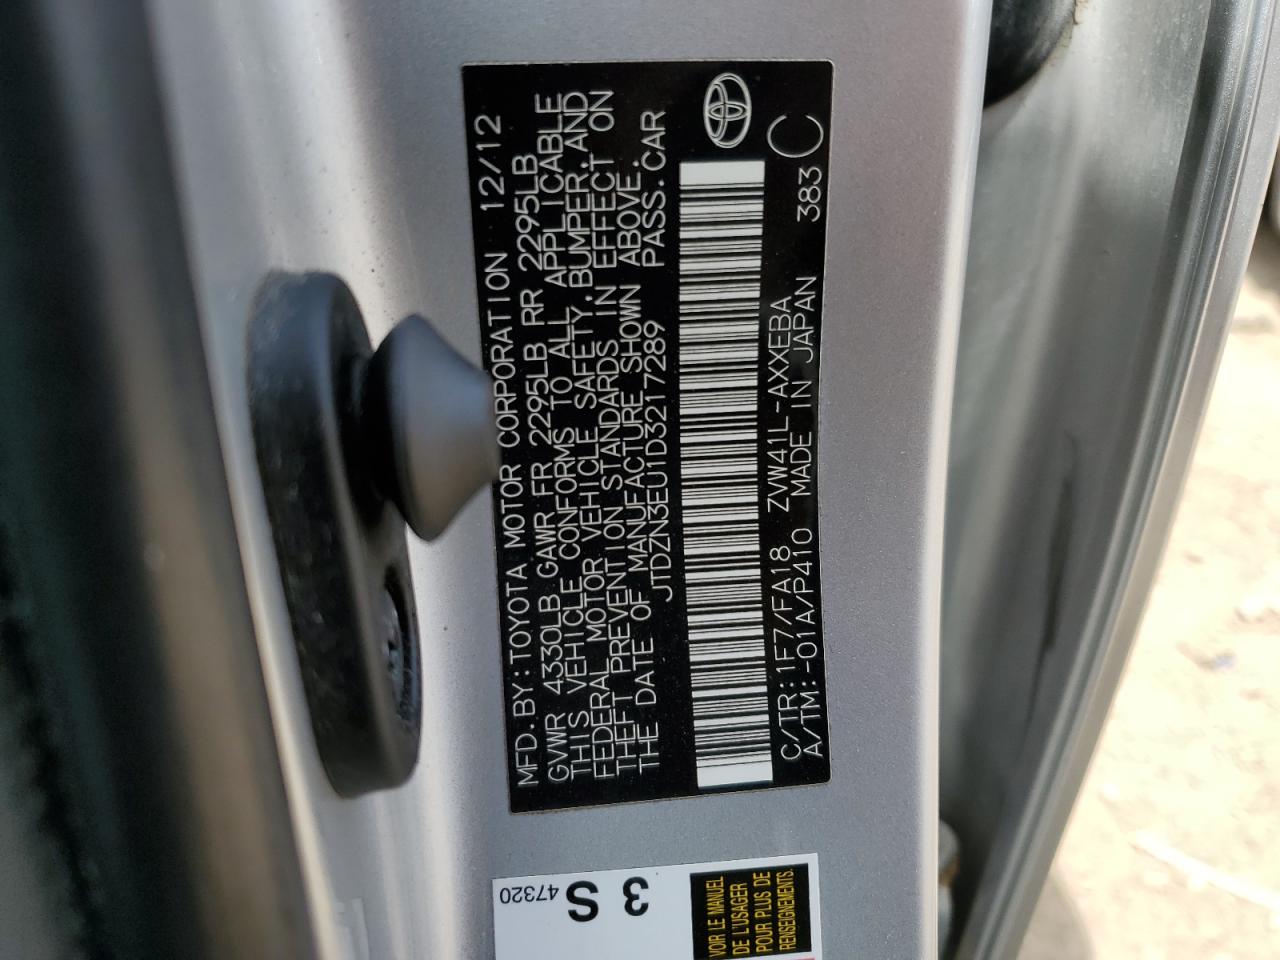 MFD.BY:TOYOTA MOTOR CORPORATION 12/12
GVWR 4330LB GAWR FR 2295LB RR 2295LB
THIS VEHICLE CONFORMS TO ALL APPLICABLE
FEDERAL MOTOR VEHICLE SAFETY,BUMPER,AND
THEFT PREVENTION STANDARDS IN EFFECT ON
THE DATE OF MANUFACTURE SHOWN ABOVE.
JTDZN3EU1D3217289 PASS.CAR
C/TR:1F7/FA18 ZVW41L-AXXEBA
A/TM:-01A/P410 MADE IN JAPAN 383 C
47320
3 S
VOIR LE MANUEL
DE L'USAGER
POUR PLUS DE
RENSEIGNEMENTS.